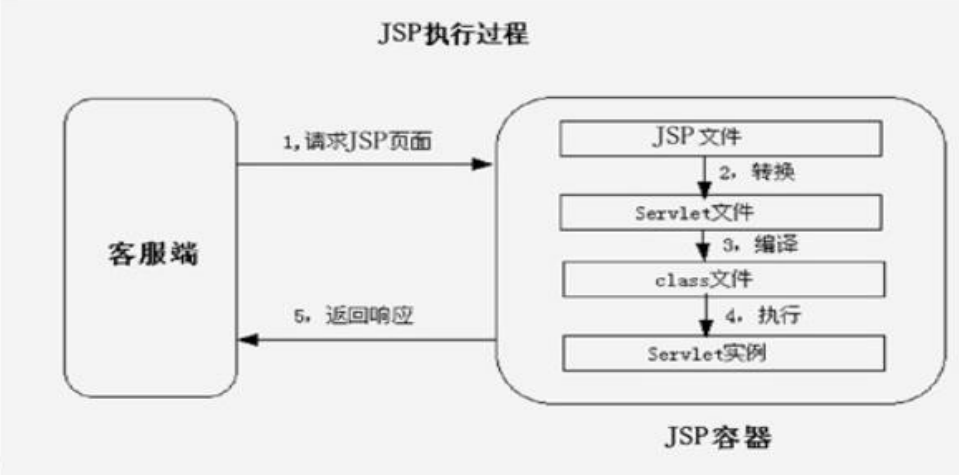 JSP执行过程
1,请求JSP页面
客服端
5，返回响应
JSP文件
2，转换
Servlet文件
3，编译
class文件
4，执行
Servlet实例
JSP容器